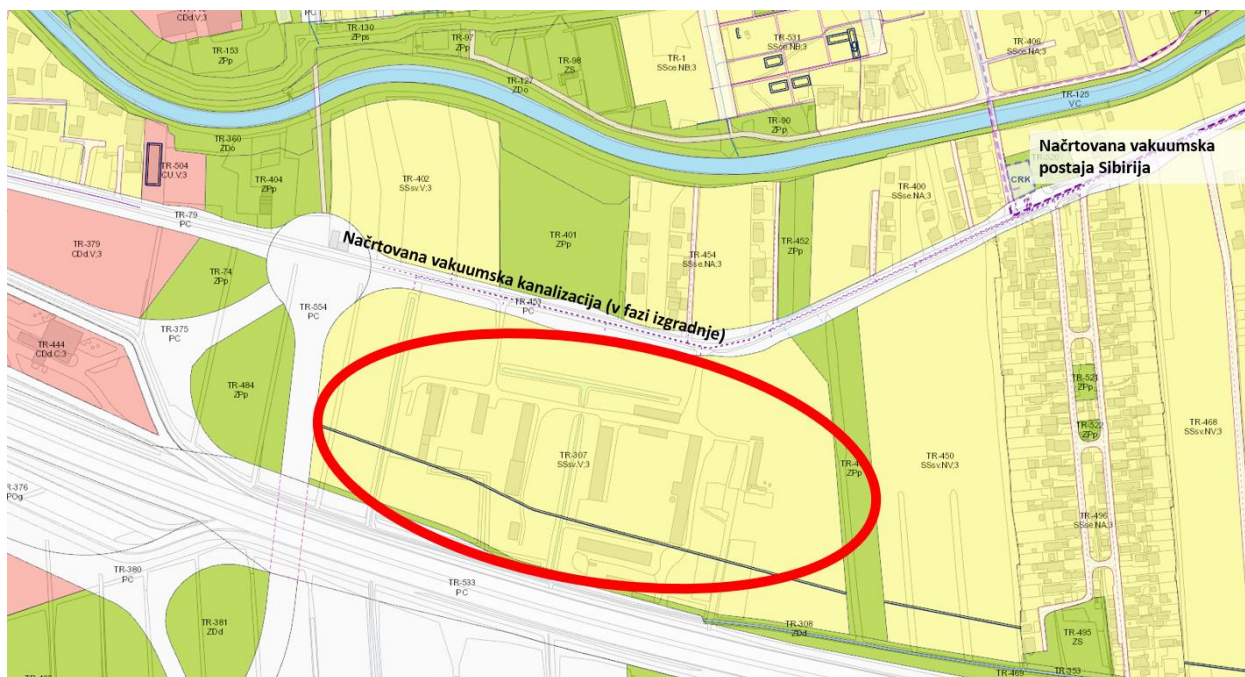 PC
CDd.V;3
TR-153
ZPp
TR-130
ZPps
TR-97
ZPp
TR-98
ZS
TR-127
ZDo
TR-1
SSce.NB;3
TR-531
SSce.NB;3
TR-406
SSce.NA;3
TR-125
VC
TR-90
ZPp
TR-360
ZDo
TR-504
CU.V;3
TR-404
ZPp
TR-402
SSsv.V;3
Načrtovana vakuumska
postaja Sibirija
CRK
TR-400
SSse.NA;3
TR-79
PC
TR-401
ZPp
TR-452
ZPp
TR-454
SSse.NA;3
TR-379
CDd.V;3
TR-74
ZPp
Načrtovana vakuumska kanalizacija (v fazi izgradnje)
TR-453
PC
TR-554
PC
TR-375
PC
TR-444
CDd.C;3
TR-484
ZPp
TR-521
ZPp
TR-522
ZPp
TR-468
SSsv.NV;3
TR-307
SSsv.V;3
ZPp
TR-450
SSsv.NV;3
TR-376
POg
TR-496
SSse.NA;3
TR-380
PC
TR-533
PC
TR-381
ZDd
TR-308
ZDd
TR-495
ZS
TR-469
TR-353